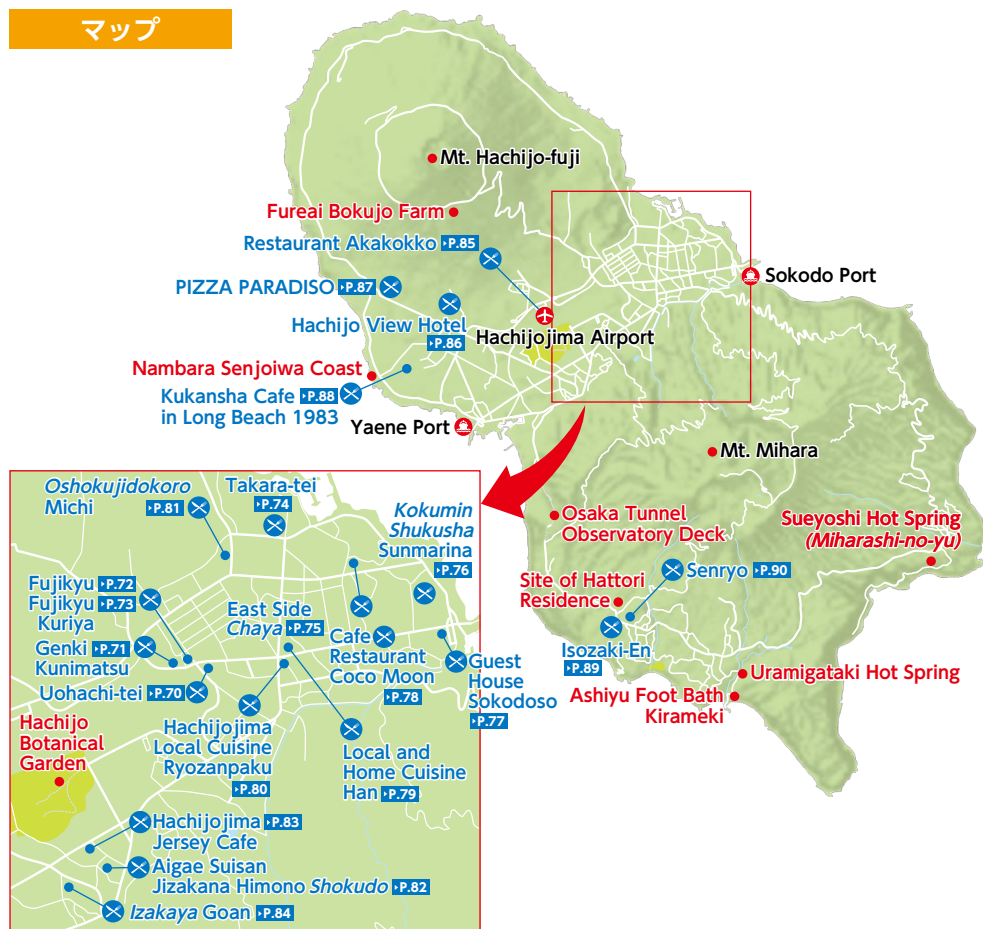 マップ
Mt. Hachijo-fuji
Fureai Bokujo Farm
Restaurant Akakokko P.85
Sokodo Port
PIZZA PARADISO P.87
Hachijo View Hotel
P.86
Hachijojima Airport
Nambara Senjoiwa Coast
Kukansha Cafe P.88
in Long Beach 1983
Yaene Port
Mt. Mihara
Osaka Tunnel
Observatory Deck
Sueyoshi Hot Spring
(Miharashi-no-yu)
Senryo P.90
Site of Hattori
Residence
Isozaki-En
P.89
Uramigataki Hot Spring
Ashiyu Foot Bath
Kirameki
Oshokujidokoro
Michi P.81
Takara-tei
P.74
Kokumin
Shukusha
Sunmarina
P.76
Fujikyu P.72
Fujikyu P.73
Kuriya
East Side
Chaya P.75
Genki P.71
Kunimatsu
Cafe
Restaurant
Coco Moon
P.78
Guest
House
Sokodoso
P.77
Uohachi-tei P.70
Hachijo
Botanical
Garden
Hachijojima
Local Cuisine
Ryozanpaku
P.80
Local and
Home Cuisine
Han P.79
Hachijojima P.83
Jersey Cafe
Aigae Suisan
Jizakana Himono Shokudo P.82
Izakaya Goan P.84